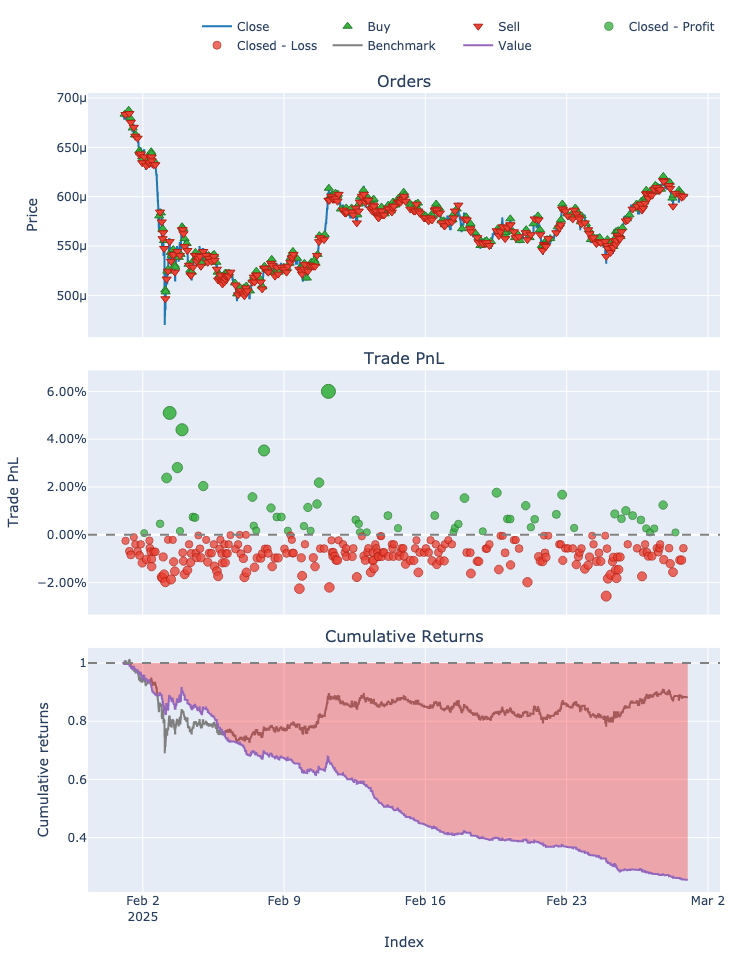 Close Buy Sell Closed - Profit
Closed - Loss Benchmark Value
Orders
700μ
650μ
600μ
550μ
500μ
Price
Trade PnL
6.00%
4.00%
2.00%
0.00%
−2.00%
Trade PnL
Cumulative Returns
1
0.8
0.6
0.4
Cumulative returns
Feb 2 Feb 9 Feb 16 Feb 23 Mar 2
2025
Index